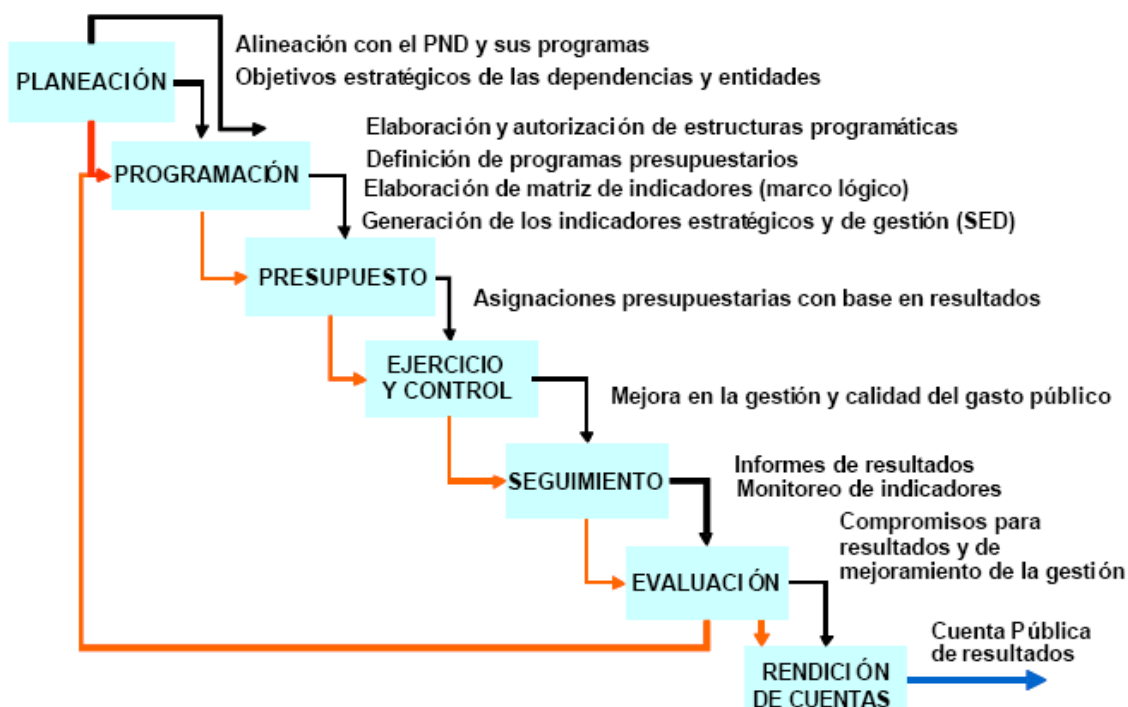 Alineación con el PND y sus programas
PLANEACIÓN
Objetivos estratégicos de las dependencias y entidades
Elaboración y autorización de estructuras programáticas
Definición de programas presupuestarios
PROGRAMACIÓN
Elaboración de matriz de indicadores (marco lógico)
Generación de los indicadores estratégicos y de gestión (SED)
PRESUPUESTO
Asignaciones presupuestarias con base en resultados
EJERCICIO
Y CONTROL
Mejora en la gestión y calidad del gasto público
SEGUIMIENTO
Informes de resultados
Monitoreo de indicadores
Compromisos para
resultados y de
mejoramiento de la gestión
EVALUACIÓN
Cuenta Pública
de resultados
RENDICIÓN
DE CUENTAS